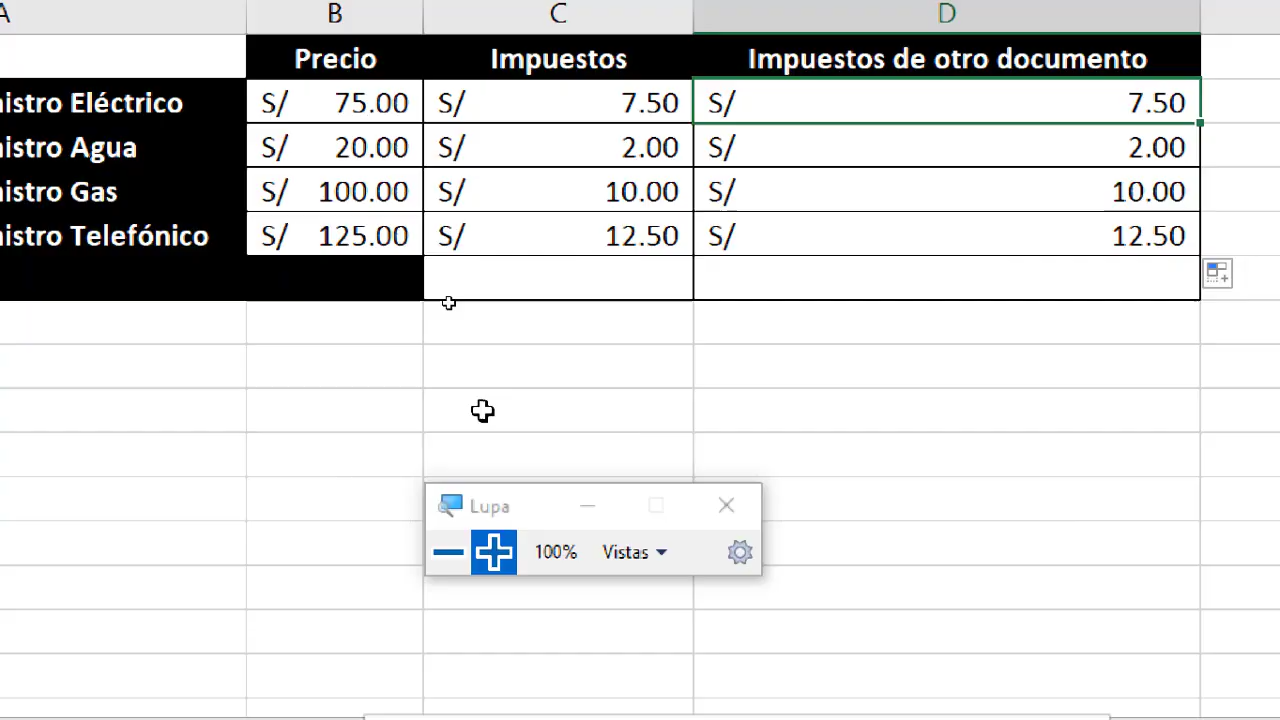 A B C D
Precio Impuestos Impuestos de otro documento
nistro Eléctrico S/ 75.00 S/ 7.50 S/ 7.50
nistro Agua S/ 20.00 S/ 2.00 S/ 2.00
nistro Gas S/ 100.00 S/ 10.00 S/ 10.00
nistro Telefónico S/ 125.00 S/ 12.50 S/ 12.50
Lupa
100% Vistas